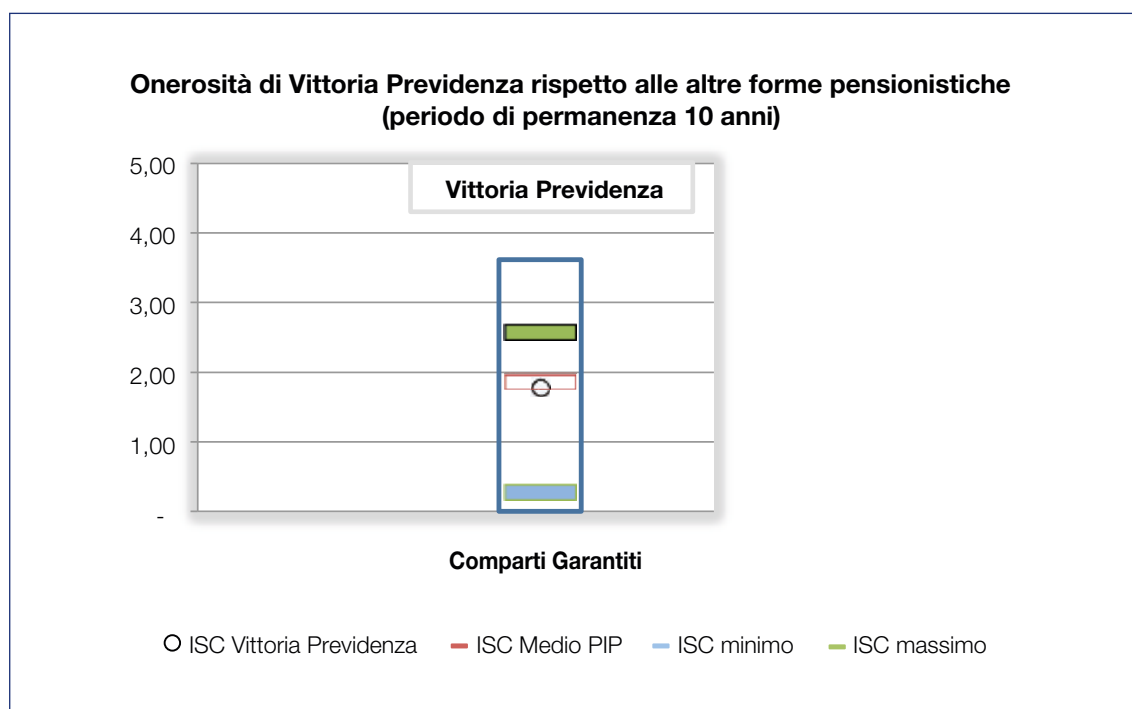 Onerosità di Vittoria Previdenza rispetto alle altre forme pensionistiche
(periodo di permanenza 10 anni)
5,00
Vittoria Previdenza
4,00
3,00
2,00
1,00
-
Comparti Garantiti
ISC Vittoria Previdenza
ISC Medio PIP
ISC minimo
ISC massimo